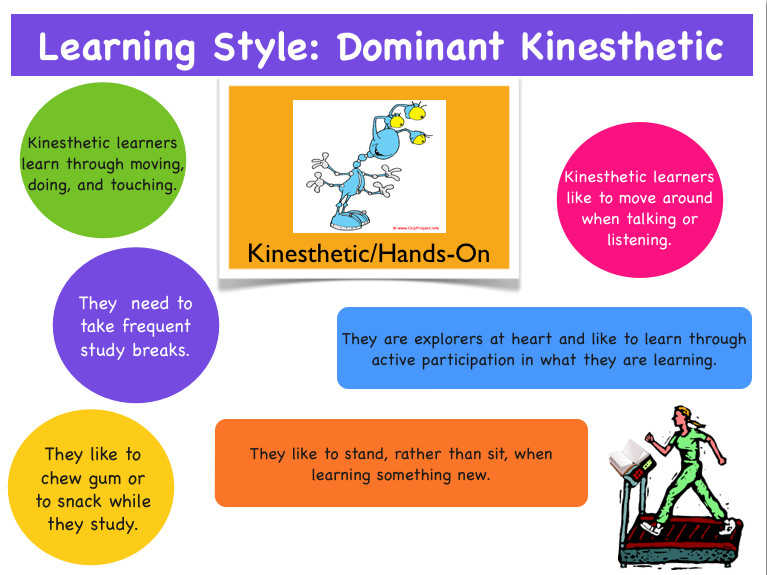 Learning Style: Dominant Kinesthetic
Kinesthetic learners
learn through moving,
doing, and touching.
Kinesthetic/Hands-On
Kinesthetic learners
like to move around
when talking or
listening.
They need to
take frequent
study breaks.
They are explorers at heart and like to learn through
active participation in what they are learning.
They like to
chew gum or
to snack while
they study.
They like to stand, rather than sit, when
learning something new.